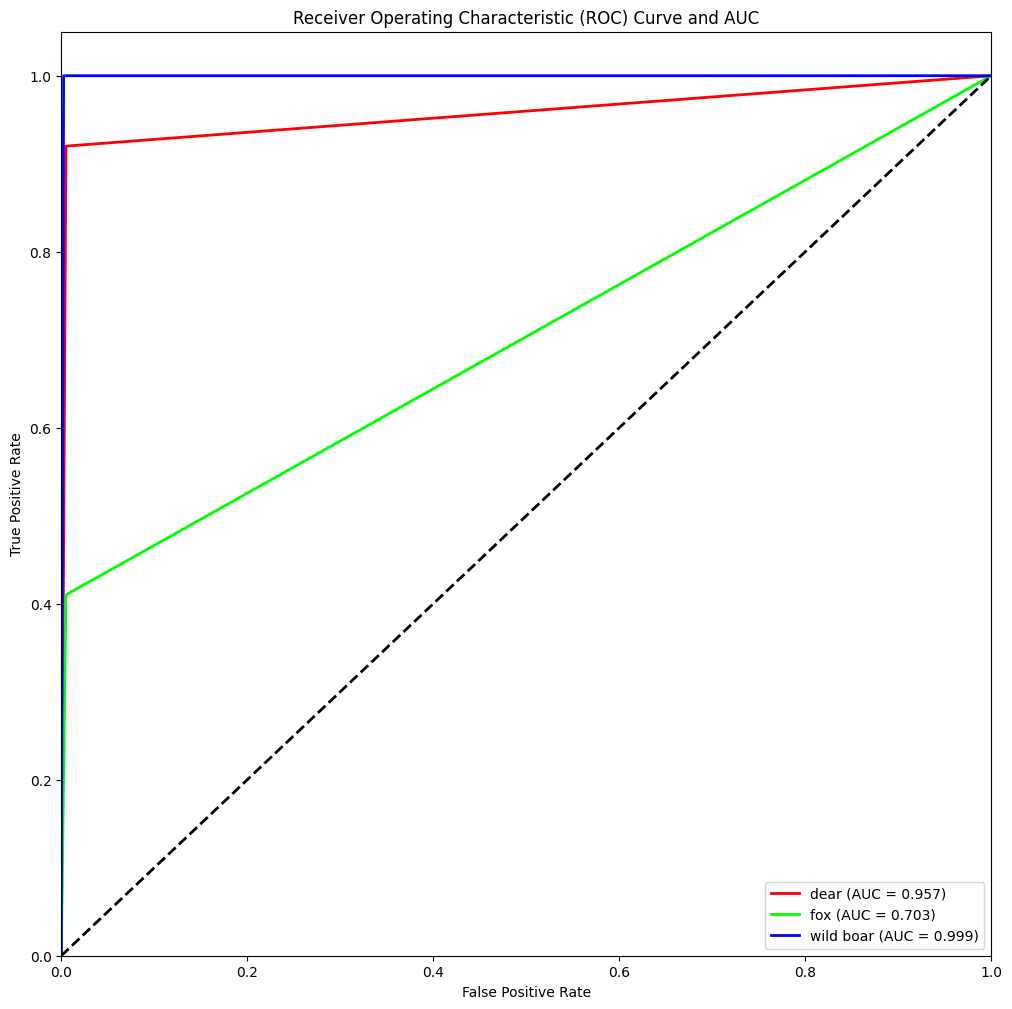 Receiver Operating Characteristic (ROC) Curve and AUC
1.0
0.8
0.6
0.4
0.2
0.0
True Positive Rate
0.0 0.2 0.4 0.6 0.8 1.0
False Positive Rate
dear (AUC = 0.957)
fox (AUC = 0.703)
wild boar (AUC = 0.999)